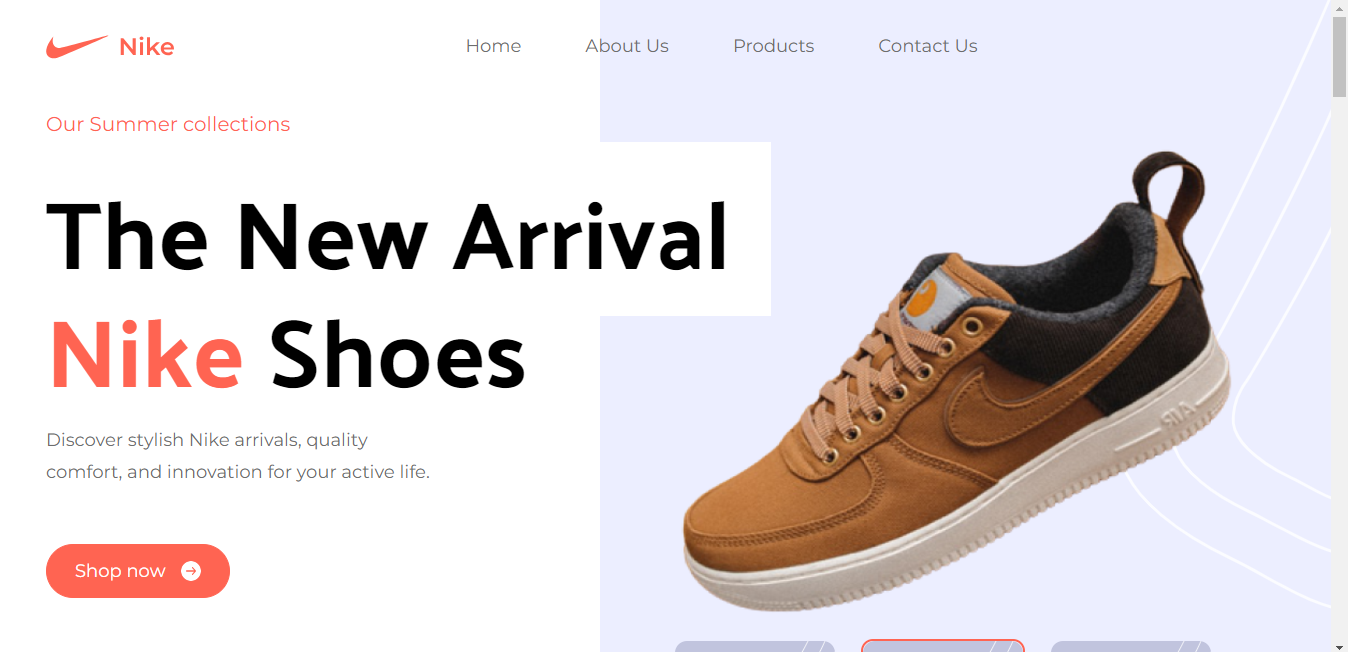 Nike
Home About Us Products Contact Us
Our Summer collections
The New Arrival
Nike Shoes
Discover stylish Nike arrivals, quality
comfort, and innovation for your active life.
Shop now
AIR